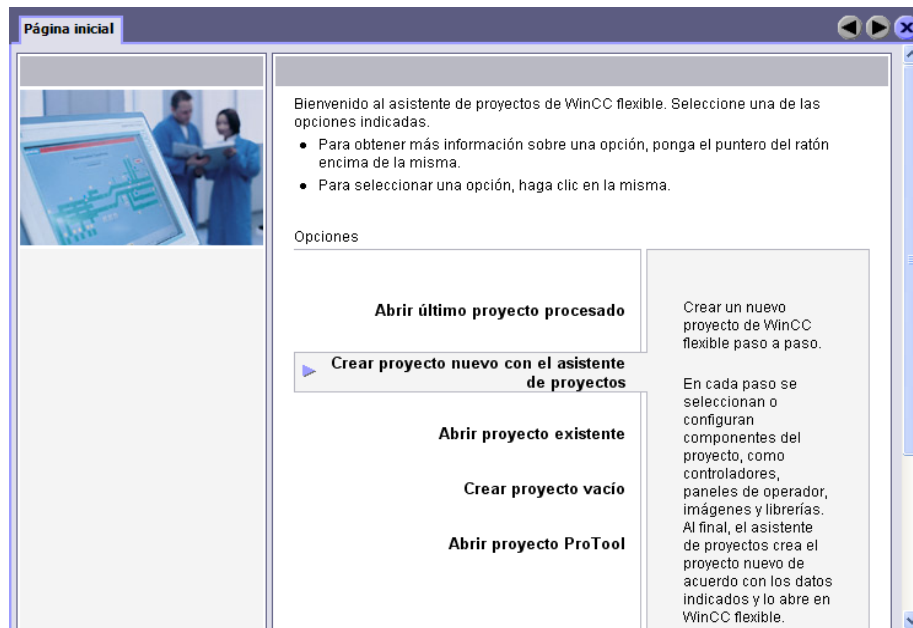 Página inicial
Bienvenido al asistente de proyectos de WinCC flexible. Seleccione una de las
opciones indicadas.
• Para obtener más información sobre una opción, ponga el puntero del ratón
encima de la misma.
• Para seleccionar una opción, haga clic en la misma.
Opciones
Abrir último proyecto procesado
Crear proyecto nuevo con el asistente
de proyectos
Abrir proyecto existente
Crear proyecto vacío
Abrir proyecto ProTool
Crear un nuevo
proyecto de WinCC
flexible paso a paso.
En cada paso se
seleccionan o
configuran
componentes del
proyecto, como
controladores,
paneles de operador,
imágenes y librerías.
Al final, el asistente
de proyectos crea el
proyecto nuevo de
acuerdo con los datos
indicados y lo abre en
WinCC flexible.